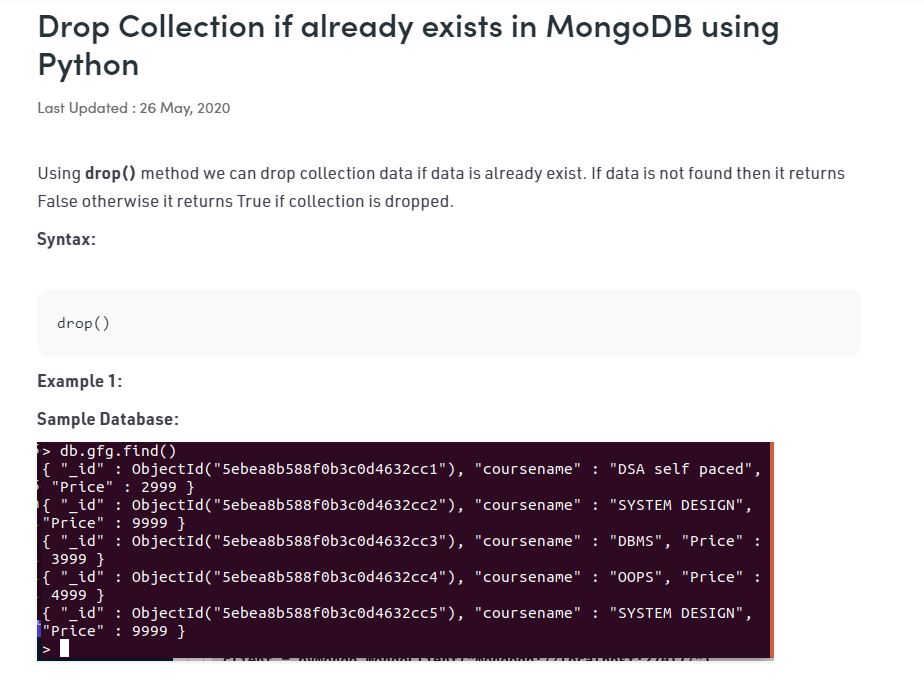 Drop Collection if already exists in MongoDB using
Python
Last Updated : 26 May, 2020
Using drop() method we can drop collection data if data is already exist. If data is not found then it returns
False otherwise it returns True if collection is dropped.
Syntax:
drop()
Example 1:
Sample Database:
> db.gfg.find()
{ "_id" : ObjectId("5ebea8b588f0b3c0d4632cc1"), "coursename" : "DSA self paced",
"Price" : 2999 }
{ "_id" : ObjectId("5ebea8b588f0b3c0d4632cc2"), "coursename" : "SYSTEM DESIGN",
"Price" : 9999 }
{ "_id" : ObjectId("5ebea8b588f0b3c0d4632cc3"), "coursename" : "DBMS", "Price" :
3999 }
{ "_id" : ObjectId("5ebea8b588f0b3c0d4632cc4"), "coursename" : "OOPS", "Price" :
4999 }
{ "_id" : ObjectId("5ebea8b588f0b3c0d4632cc5"), "coursename" : "SYSTEM DESIGN",
"Price" : 9999 }
>